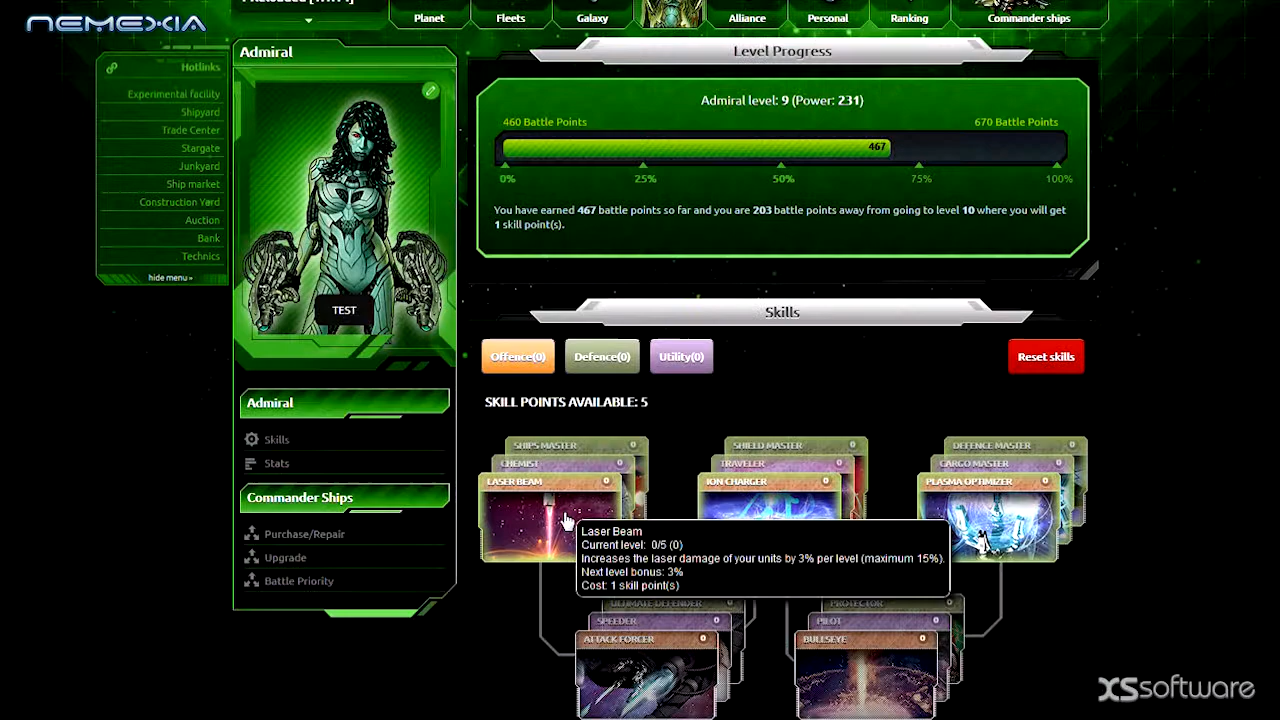 NEMEXIA
Planet
Fleets
Galaxy
Alliance
Personal
Ranking
Commander ships
Hotlinks
Experimental facility
Shipyard
Trade Center
Stargate
Junkyard
Ship market
Construction Yard
Auction
Bank
Technics
hide menu »
Admiral
TEST
Admiral
Skills
Stats
Commander Ships
Purchase/Repair
Upgrade
Battle Priority
Level Progress
Admiral level: 9 (Power: 231)
460 Battle Points
670 Battle Points
467
0%
25%
50%
75%
100%
You have earned 467 battle points so far and you are 203 battle points away from going to level 10 where you will get
1 skill point(s).
Skills
Offence(0)
Defence(0)
Utility(0)
Reset skills
SKILL POINTS AVAILABLE: 5
SHIPS MASTER 0
CHEMIST 0
LASER BEAM 0
SHIELD MASTER 0
TRAVELER 0
ION CHARGER 0
DEFENCE MASTER 0
CARGO MASTER 0
PLASMA OPTIMIZER 0
Laser Beam
Current level: 0/5 (0)
Increases the laser damage of your units by 3% per level (maximum 15%).
Next level bonus: 3%
Cost: 1 skill point(s)
ULTIMATE DEFENDER 0
SPEEDER 0
ATTACK FORCER 0
PROTECTOR 0
PILOT 0
BULLSEYE 0
XSsoftware